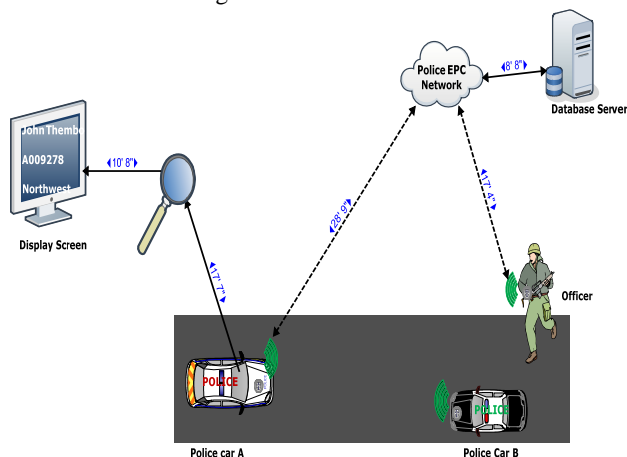 Police EPC
Network
8' 8"
Database Server
John Thembe
A009278
Northwest
10' 8"
Display Screen
17' 7"
28' 9"
17' 4"
Officer
POLICE
POLICE
Police car A
Police Car B